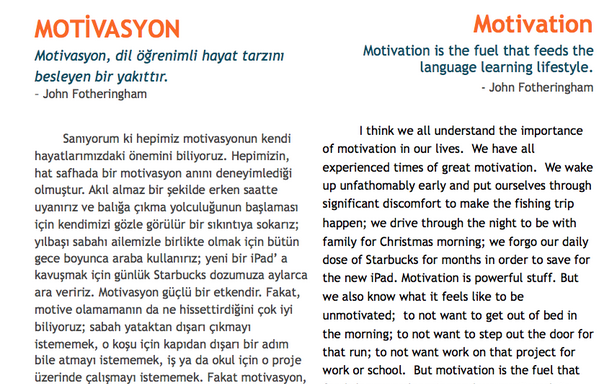 MOTİVASYON
Motivasyon, dil öğrenimli hayat tarzını
besleyen bir yakıttır.
– John Fotheringham
Sanıyorum ki hepimiz motivasyonun kendi
hayatlarımızdaki önemini biliyoruz. Hepimizin,
hat safhada bir motivasyon anını deneyimlediği
olmuştur. Akıl almaz bir şekilde erken saatte
uyanırız ve balığa çıkma yolculuğunun başlaması
için kendimizi gözle görülür bir sıkıntıya sokarız;
yılbaşı sabahı ailemizle birlikte olmak için bütün
gece boyunca araba kullanırız; yeni bir iPad’ a
kavuşmak için günlük Starbucks dozumuza aylarca
ara veririz. Motivasyon güçlü bir etkendir. Fakat,
motive olamamanın da ne hissettirdiğini çok iyi
biliyoruz; sabah yataktan dışarı çıkmayı
istememek, o koşu için kapıdan dışarı bir adım
bile atmayı istememek, iş ya da okul için o proje
üzerinde çalışmayı istememek. Fakat motivasyon,
Motivation
Motivation is the fuel that feeds the
language learning lifestyle.
- John Fotheringham
I think we all understand the importance
of motivation in our lives. We have all
experienced times of great motivation. We wake
up unfathomably early and put ourselves through
significant discomfort to make the fishing trip
happen; we drive through the night to be with
family for Christmas morning; we forgo our daily
dose of Starbucks for months in order to save for
the new iPad. Motivation is powerful stuff. But
we also know what it feels like to be
unmotivated; to not want to get out of bed in
the morning; to not want to step out the door for
that run; to not want work on that project for
work or school. But motivation is the fuel that